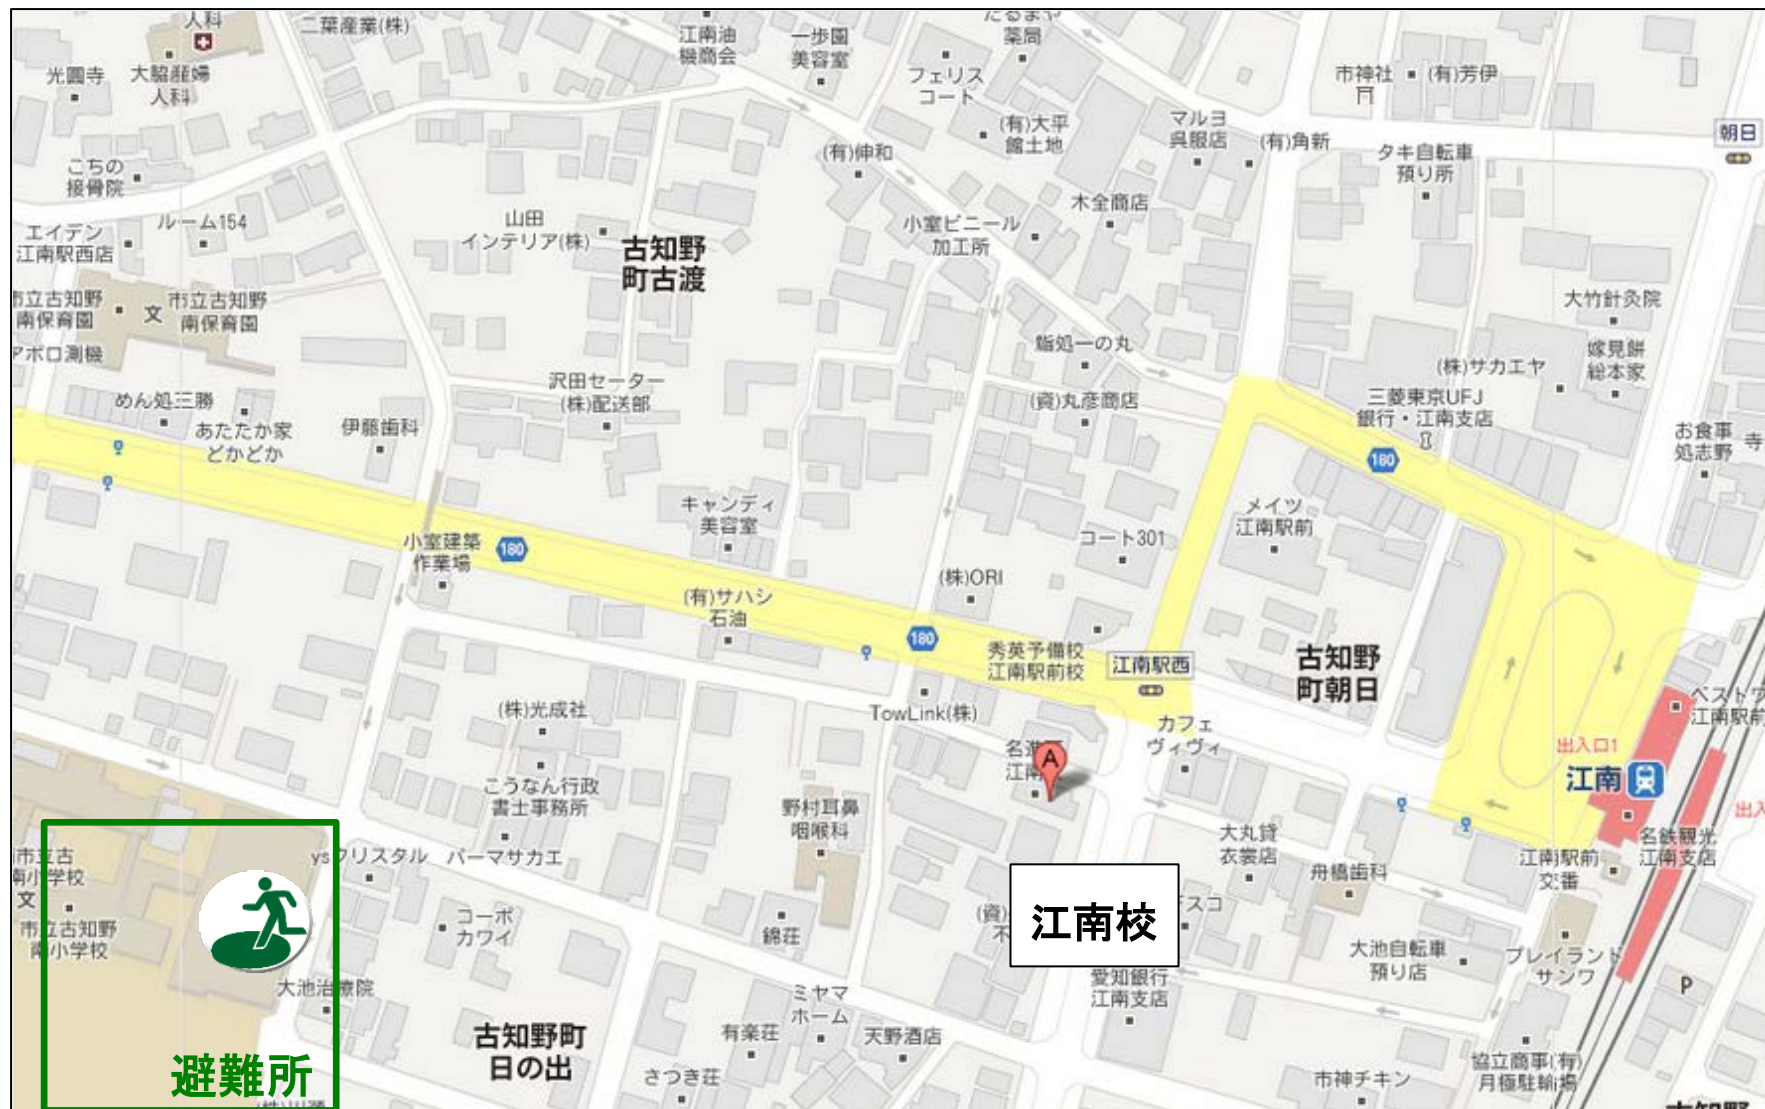 人科
二葉産業(株)
江南油
機商会
一歩園
美容室
だるまや
薬局
光圓寺
大脇産婦
人科
フェリス
コート
市神社
(有)芳伊
(有)大平
館土地
マルヨ
呉服店
(有)角新
朝日
タキ自転車
預り所
(有)伸和
こちの
接骨院
木全商店
ルーム154
エイデン
江南駅西店
山田
インテリア(株)
古知野
町古渡
小室ビニール
加工所
市立古知野
南保育園
文
市立古知野
南保育園
大竹針灸院
アポロ測機
鮨処一の丸
嫁見餅
総本家
(株)サカエヤ
沢田セーター
(株)配送部
(資)丸彦商店
三菱東京UFJ
銀行・江南支店
めん処三勝
あたたか家
どかどか
伊藤歯科
お食事
処志野
寺
180
キャンディ
美容室
メイツ
江南駅前
小室建築
作業場
180
コート301
(株)ORI
(有)サハシ
石油
180
秀英予備校
江南駅前校
江南駅西
古知野
町朝日
(株)光成社
TowLink(株)
カフェ
ヴィヴィ
江南駅前
名進
江南
A
出入口1
江南
こうなん行政
書士事務所
野村耳鼻
咽喉科
大丸貸
衣裳店
名鉄観光
江南支店
江南駅前
交番
市立古
南小学校
文
市立古知野
南小学校
ysクリスタル
パーマサカエ
舟橋歯科
コーポ
カワイ
錦荘
(資)
江南校
スコ
大池自転車
預り店
プレイランド
サンワ
P
大池治療院
ミヤマ
ホーム
愛知銀行
江南支店
古知野町
日の出
有楽荘
天野酒店
避難所
さつき荘
市神チキン
協立商事(有)
月極駐輪場
古知野